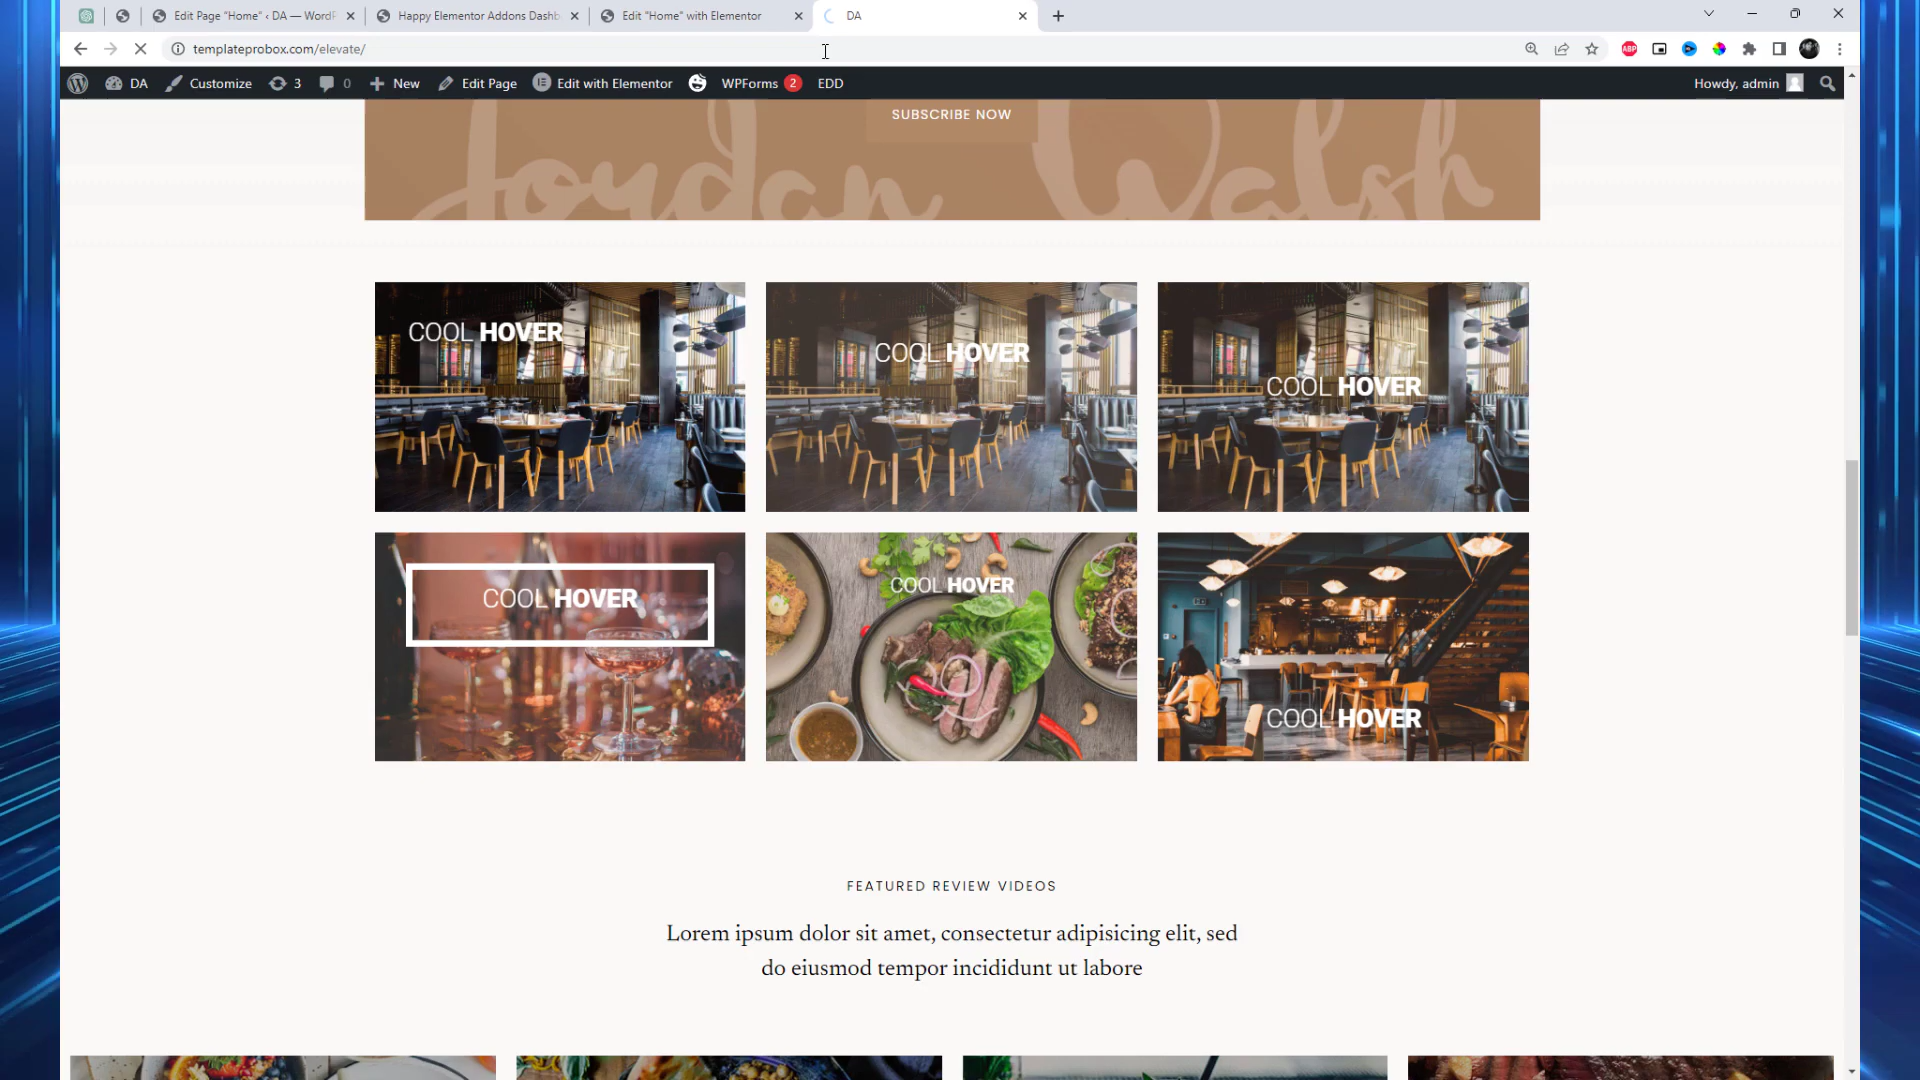 Edit Page "Home" ‹ DA — WordP
Happy Elementor Addons Dashb
Edit "Home" with Elementor
DA
templateprobox.com/elevate/
ABP
DA
Customize
3
0
New
Edit Page
Edit with Elementor
WPForms 2
EDD
Howdy, admin
SUBSCRIBE NOW
Jordan Walsh
COOL HOVER
COOL HOVER
COOL HOVER
COOL HOVER
COOL HOVER
COOL HOVER
FEATURED REVIEW VIDEOS
Lorem ipsum dolor sit amet, consectetur adipisicing elit, sed
do eiusmod tempor incididunt ut labore